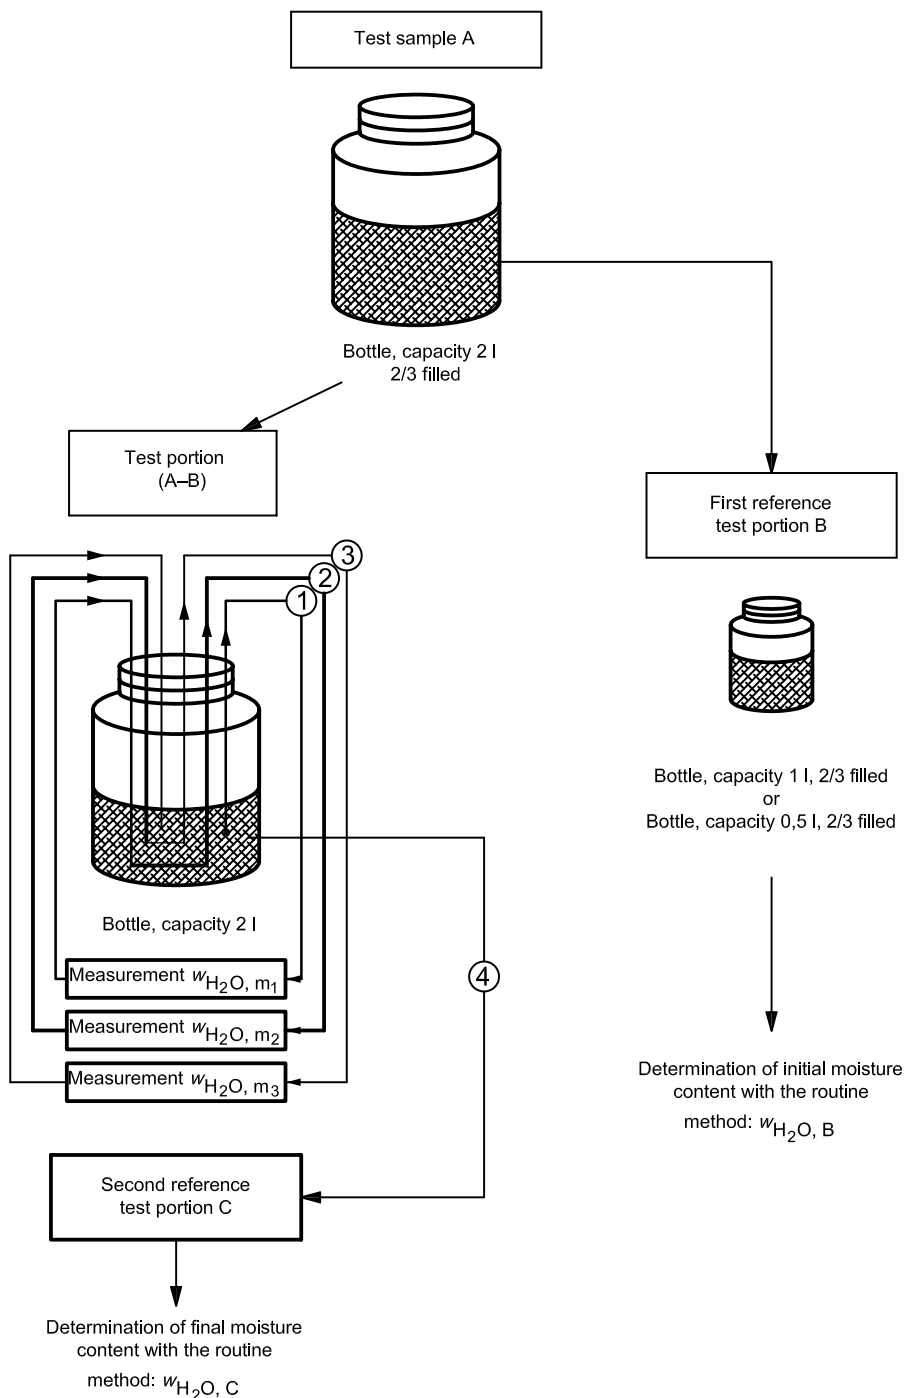 Test sample A
Bottle, capacity 2 l
2/3 filled
Test portion
(A–B)
First reference
test portion B
3
2
1
Bottle, capacity 1 l, 2/3 filled
or
Bottle, capacity 0,5 l, 2/3 filled
Bottle, capacity 2 l
Measurement wH2O, m1
4
Measurement wH2O, m2
Measurement wH2O, m3
Determination of initial moisture
content with the routine
method: wH2O, B
Second reference
test portion C
Determination of final moisture
content with the routine
method: wH2O, C